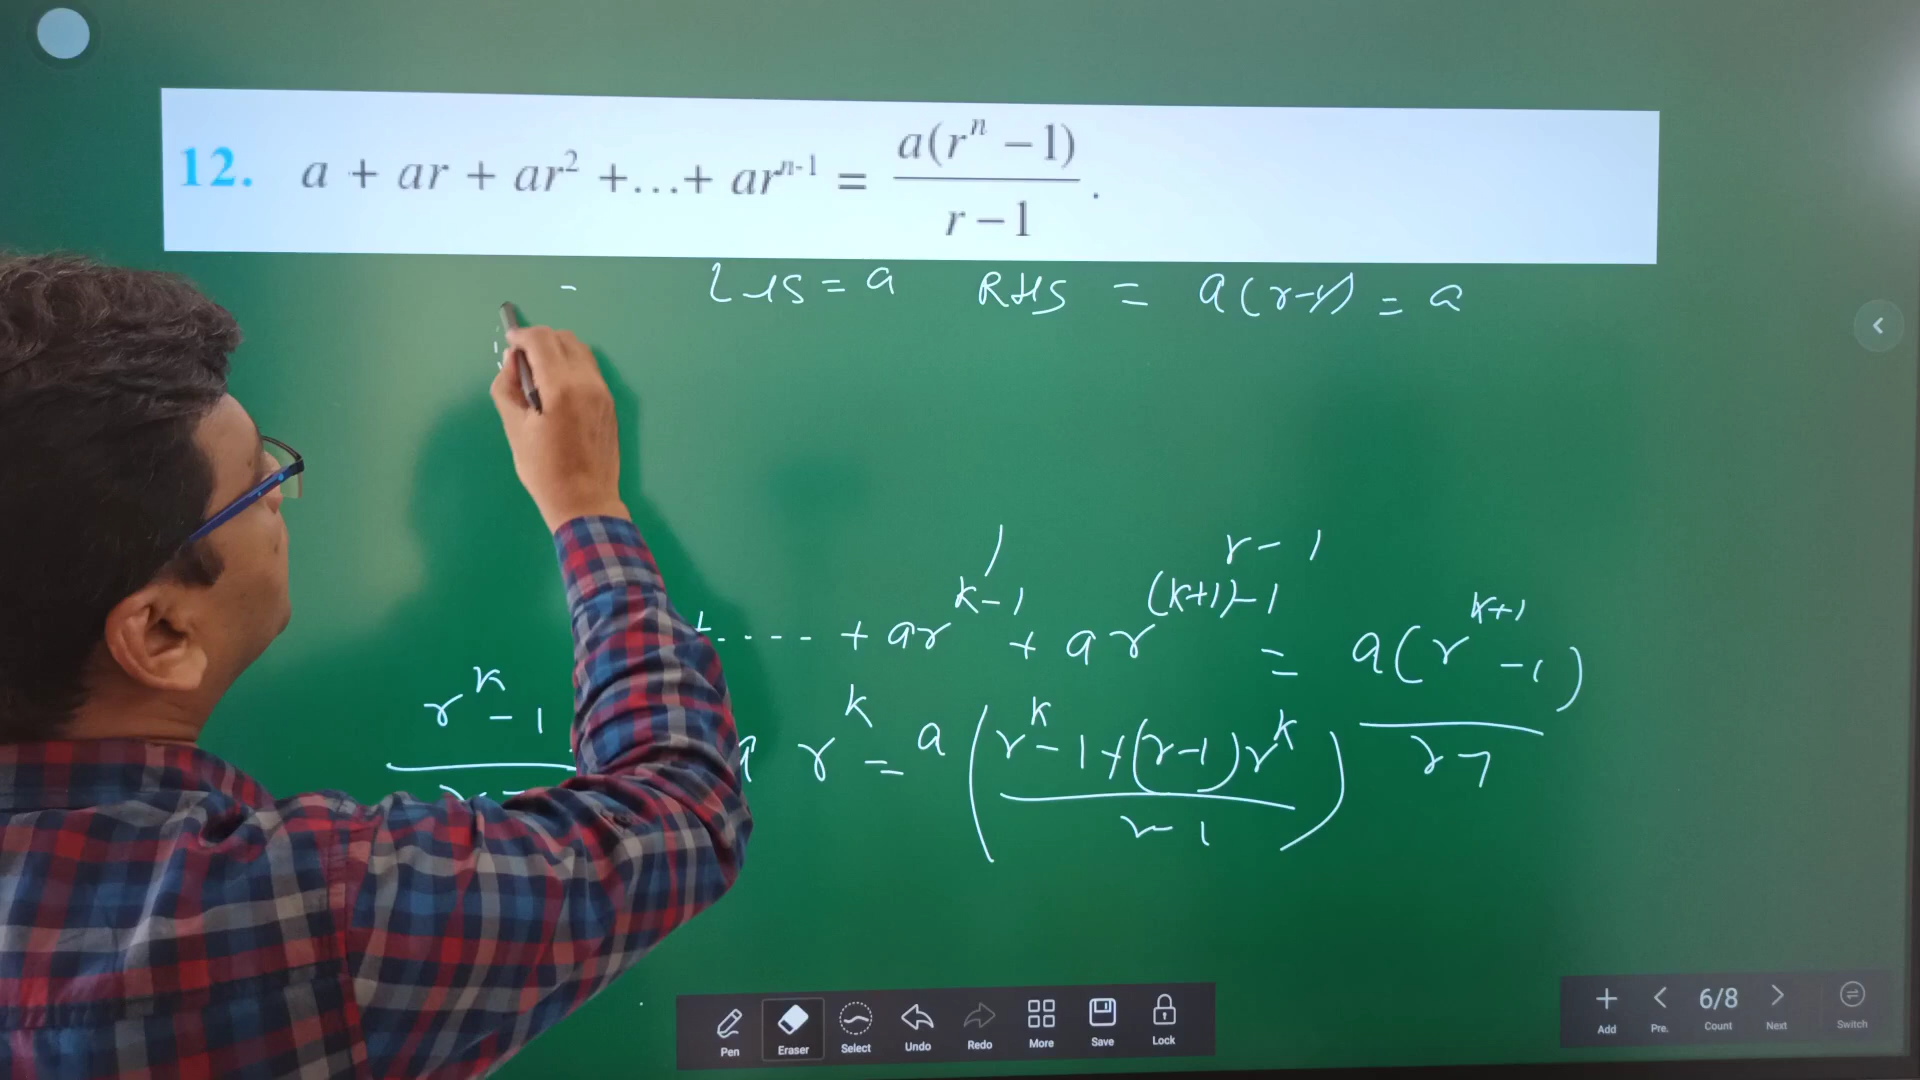 12. a + ar + ar² +...+ arⁿ⁻¹ = a(rⁿ − 1) / (r − 1) .
- LHS = a RHS = a(r-1) = a
r-1
+ .... + ar^(k-1) + ar^((k+1)-1) = a(r^(k+1) -1)
r^k - 1 r^k = a ( (r^k - 1 + (r-1) r^k) / (r-1) )
Pen Eraser Select Undo Redo More Save Lock
Add Pre. 6/8 Count Next Switch